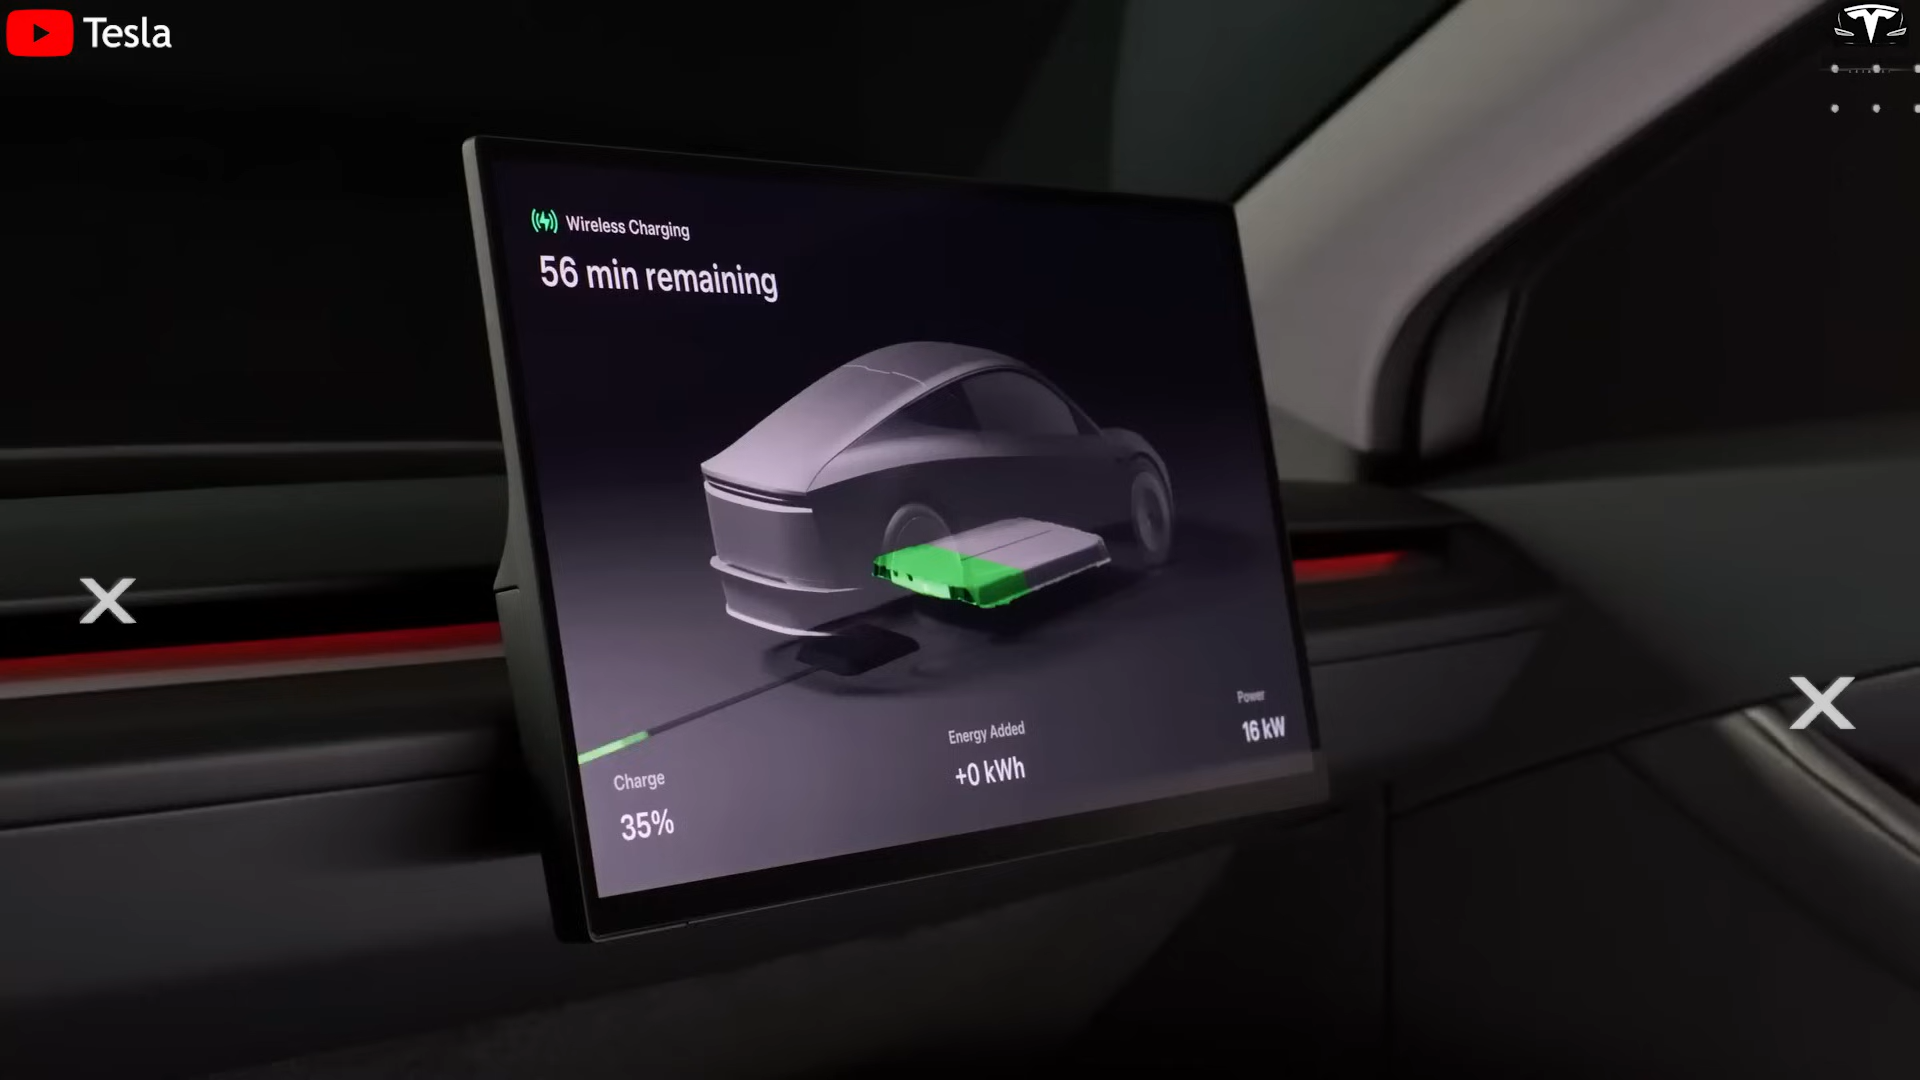 Tesla
Wireless Charging
56 min remaining
Charge
35%
Energy Added
+0 kWh
Power
16 kW